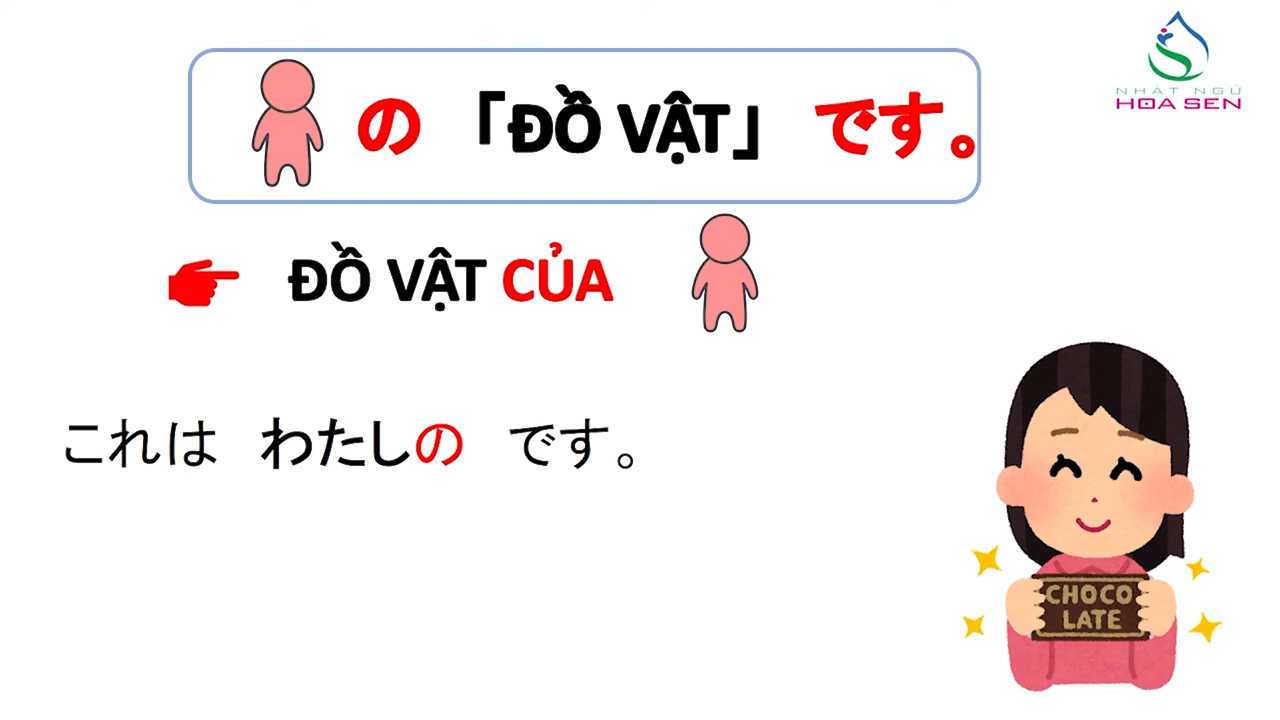 NHẬT NGỮ
HOA SEN
の 「ĐỒ VẬT」 です。
ĐỒ VẬT CỦA
これは わたしの です。
CHOCO
LATE